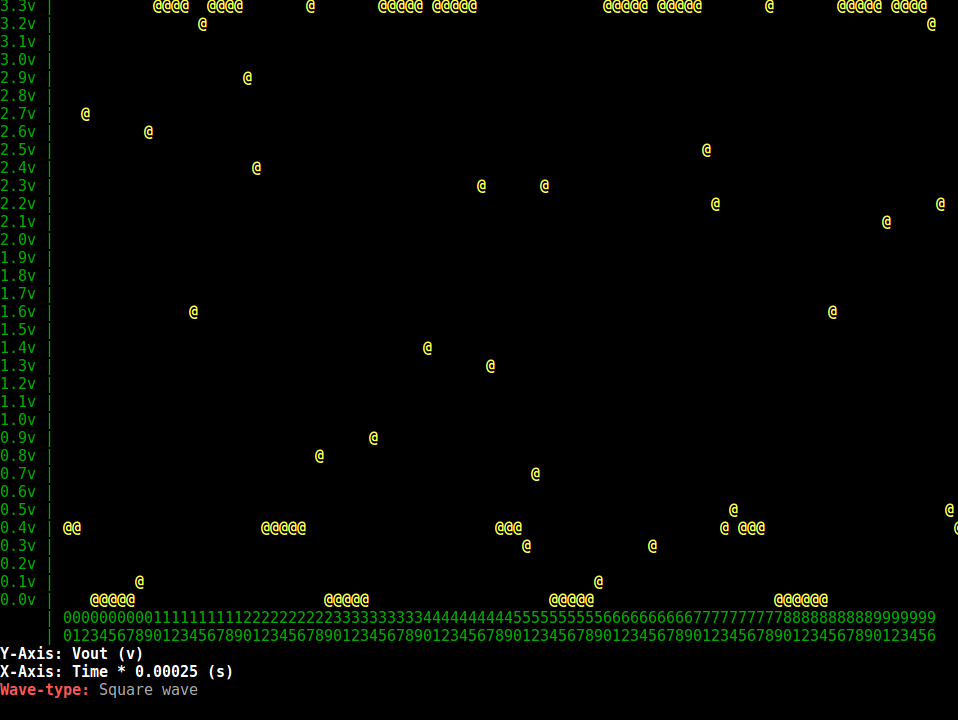 3.3v | @@@@ @@@@ @ @@@@@ @@@@@ @@@@@ @@@@@ @ @@@@@ @@@@
3.2v | @ @
3.1v |
3.0v |
2.9v | @
2.8v |
2.7v | @
2.6v | @
2.5v | @
2.4v | @
2.3v | @ @
2.2v | @ @
2.1v | @
2.0v |
1.9v |
1.8v |
1.7v |
1.6v | @ @
1.5v |
1.4v | @
1.3v | @
1.2v |
1.1v |
1.0v |
0.9v | @
0.8v | @
0.7v | @
0.6v |
0.5v | @ @
0.4v | @@ @@@@@ @@@ @ @@@ @
0.3v | @ @
0.2v |
0.1v | @ @
0.0v | @@@@@ @@@@@ @@@@@ @@@@@@
| 0000000000111111111122222222223333333333444444444455555555556666666666777777777788888888889999999
| 0123456789012345678901234567890123456789012345678901234567890123456789012345678901234567890123456
Y-Axis: Vout (v)
X-Axis: Time * 0.00025 (s)
Wave-type: Square wave